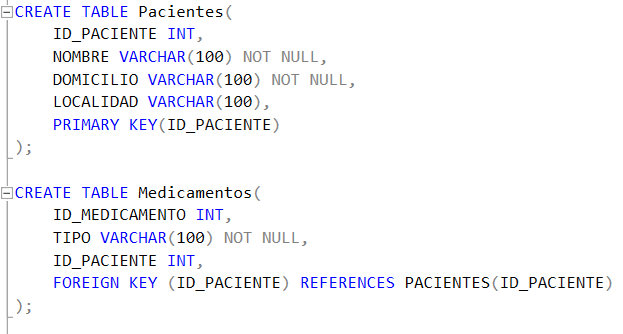 CREATE TABLE Pacientes(
ID_PACIENTE INT,
NOMBRE VARCHAR(100) NOT NULL,
DOMICILIO VARCHAR(100) NOT NULL,
LOCALIDAD VARCHAR(100),
PRIMARY KEY(ID_PACIENTE)
);
CREATE TABLE Medicamentos(
ID_MEDICAMENTO INT,
TIPO VARCHAR(100) NOT NULL,
ID_PACIENTE INT,
FOREIGN KEY (ID_PACIENTE) REFERENCES PACIENTES(ID_PACIENTE)
);